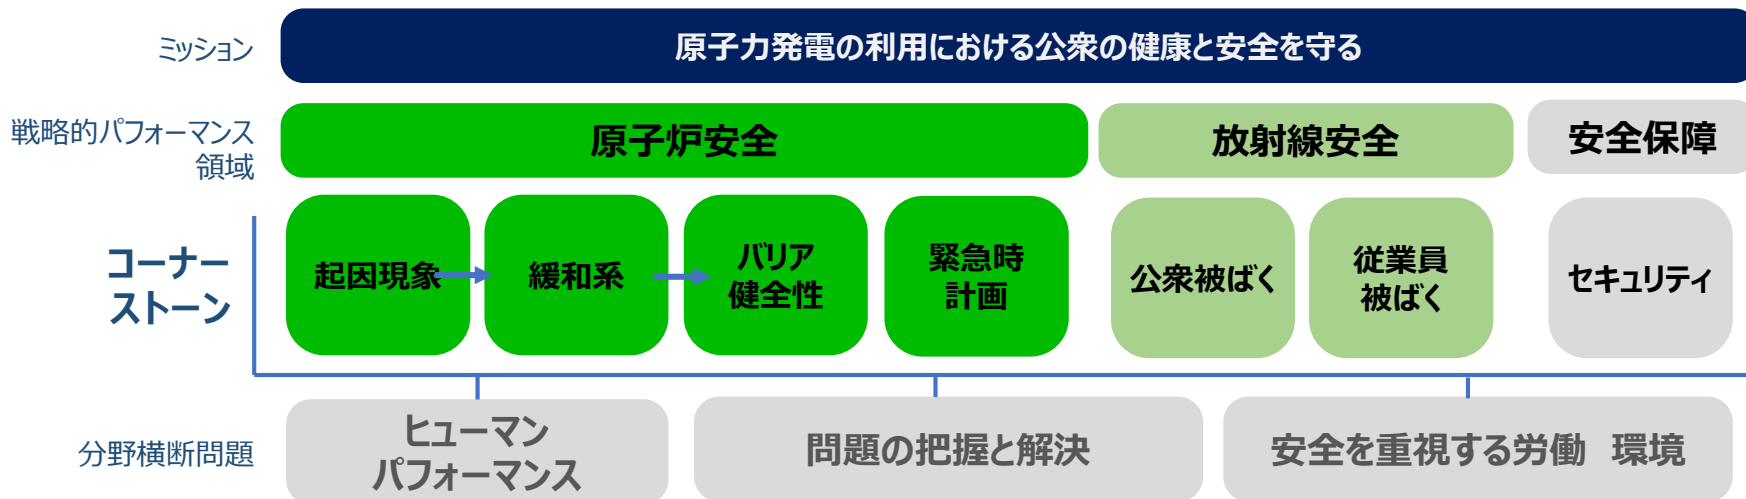 ミッション
原子力発電の利用における公衆の健康と安全を守る
戦略的パフォーマンス
領域
原子炉安全
放射線安全
安全保障
コーナー
ストーン
起因現象
緩和系
バリア
健全性
緊急時
計画
公衆被ばく
従業員
被ばく
セキュリティ
分野横断問題
ヒューマン
パフォーマンス
問題の把握と解決
安全を重視する労働　環境